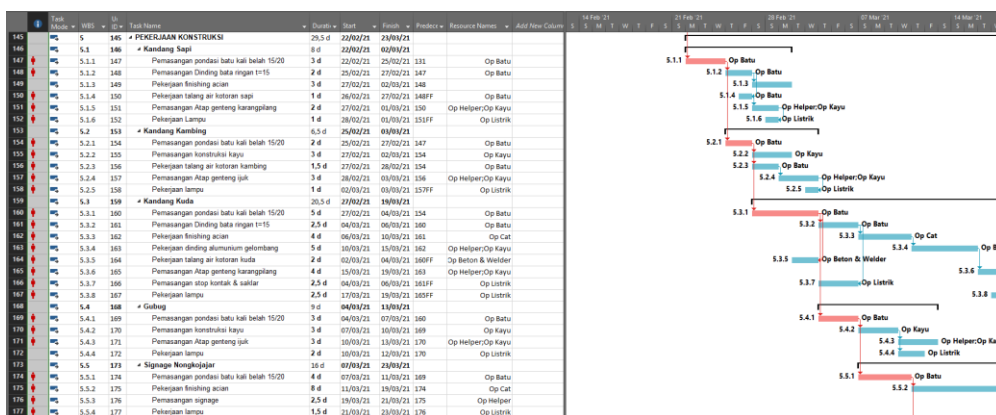 Task Mode WBS U-ID Task Name Durati Start Finish Predece Resource Names Add New Column 14 Feb '21 21 Feb '21 28 Feb '21 07 Mar '21 14 Mar '21
S M T W T F S S M T W T F S S M T W T F S S M T W T F S S M T W
145 5 145 PEKERJAAN KONSTRUKSI 29,5 d 22/02/21 23/03/21
146 5.1 146 Kandang Sapi 8 d 22/02/21 02/03/21
147 5.1.1 147 Pemasangan pondasi batu kali belah 15/20 3 d 22/02/21 25/02/21 131 Op Batu 5.1.1 Op Batu
148 5.1.2 148 Pemasangan Dinding bata ringan t=15 2 d 25/02/21 27/02/21 147 Op Batu 5.1.2 Op Batu
149 5.1.3 149 Pekerjaan finishing acian 3 d 27/02/21 02/03/21 148 5.1.3
150 5.1.4 150 Pekerjaan talang air kotoran sapi 1 d 26/02/21 27/02/21 148FF Op Batu 5.1.4 Op Batu
151 5.1.5 151 Pemasangan Atap genteng karangpilang 2 d 27/02/21 01/03/21 150 Op Helper;Op Kayu 5.1.5 Op Helper;Op Kayu
152 5.1.6 152 Pekerjaan Lampu 1 d 28/02/21 01/03/21 151FF Op Listrik 5.1.6 Op Listrik
153 5.2 153 Kandang Kambing 6,5 d 25/02/21 03/03/21
154 5.2.1 154 Pemasangan pondasi batu kali belah 15/20 2 d 25/02/21 27/02/21 147 Op Batu 5.2.1 Op Batu
155 5.2.2 155 Pemasangan konstruksi kayu 3 d 27/02/21 02/03/21 154 Op Kayu 5.2.2 Op Kayu
156 5.2.3 156 Pekerjaan talang air kotoran kambing 1,5 d 27/02/21 28/02/21 154 Op Batu 5.2.3 Op Batu
157 5.2.4 157 Pemasangan Atap genteng ijuk 3 d 28/02/21 03/03/21 156 Op Helper;Op Kayu 5.2.4 Op Helper;Op Kayu
158 5.2.5 158 Pekerjaan lampu 1 d 02/03/21 03/03/21 157FF Op Listrik 5.2.5 Op Listrik
159 5.3 159 Kandang Kuda 20,5 d 27/02/21 19/03/21
160 5.3.1 160 Pemasangan pondasi batu kali belah 15/20 5 d 27/02/21 04/03/21 154 Op Batu 5.3.1 Op Batu
161 5.3.2 161 Pemasangan Dinding bata ringan t=15 2,5 d 04/03/21 06/03/21 160 Op Batu 5.3.2 Op Batu
162 5.3.3 162 Pekerjaan finishing acian 4 d 06/03/21 10/03/21 161 Op Cat 5.3.3 Op Cat
163 5.3.4 163 Pekerjaan dinding alumunium gelombang 5 d 10/03/21 15/03/21 162 Op Helper;Op Kayu 5.3.4 Op B
164 5.3.5 164 Pekerjaan talang air kotoran kuda 2 d 02/03/21 04/03/21 160FF Op Beton & Welder 5.3.5 Op Beton & Welder
165 5.3.6 165 Pemasangan Atap genteng karangpilang 4 d 15/03/21 19/03/21 163 Op Helper;Op Kayu 5.3.6
166 5.3.7 166 Pemasangan stop kontak & saklar 2,5 d 04/03/21 06/03/21 161FF Op Listrik 5.3.7 Op Listrik
167 5.3.8 167 Pekerjaan lampu 2,5 d 17/03/21 19/03/21 165FF Op Listrik 5.3.8
168 5.4 168 Gubug 9 d 04/03/21 13/03/21
169 5.4.1 169 Pemasangan pondasi batu kali belah 15/20 3 d 04/03/21 07/03/21 160 Op Batu 5.4.1 Op Batu
170 5.4.2 170 Pemasangan konstruksi kayu 3 d 07/03/21 10/03/21 169 Op Kayu 5.4.2 Op Kayu
171 5.4.3 171 Pemasangan Atap genteng ijuk 3 d 10/03/21 13/03/21 170 Op Helper;Op Kayu 5.4.3 Op Helper;Op Ka
172 5.4.4 172 Pekerjaan lampu 2 d 10/03/21 12/03/21 170 Op Listrik 5.4.4 Op Listrik
173 5.5 173 Signage Nongkojajar 16 d 07/03/21 23/03/21
174 5.5.1 174 Pemasangan pondasi batu kali belah 15/20 4 d 07/03/21 11/03/21 169 Op Batu 5.5.1 Op Batu
175 5.5.2 175 Pekerjaan finishing acian 8 d 11/03/21 19/03/21 174 Op Cat 5.5.2
176 5.5.3 176 Pekerjaan signage 2,5 d 19/03/21 21/03/21 175 Op Helper
177 5.5.4 177 Pekerjaan lampu 1,5 d 21/03/21 23/03/21 176 Op Listrik